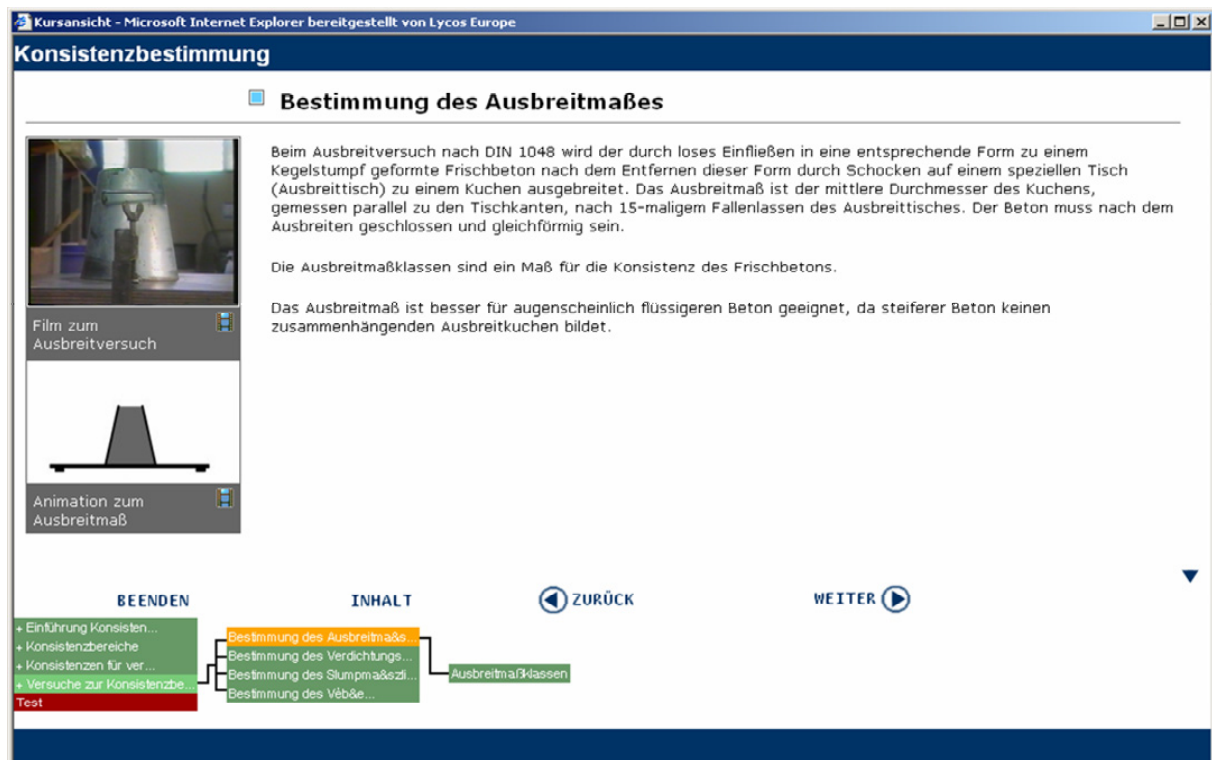 Kursansicht - Microsoft Internet Explorer bereitgestellt von Lycos Europe
Konsistenzbestimmung
Bestimmung des Ausbreitmaßes
Beim Ausbreitversuch nach DIN 1048 wird der durch loses Einfließen in eine entsprechende Form zu einem
Kegelstumpf geformte Frischbeton nach dem Entfernen dieser Form durch Schocken auf einem speziellen Tisch
(Ausbreittisch) zu einem Kuchen ausgebreitet. Das Ausbreitmaß ist der mittlere Durchmesser des Kuchens,
gemessen parallel zu den Tischkanten, nach 15-maligem Fallenlassen des Ausbreittisches. Der Beton muss nach dem
Ausbreiten geschlossen und gleichförmig sein.
Die Ausbreitmaßklassen sind ein Maß für die Konsistenz des Frischbetons.
Das Ausbreitmaß ist besser für augenscheinlich flüssigeren Beton geeignet, da steiferer Beton keinen
zusammenhängenden Ausbreitkuchen bildet.
Film zum
Ausbreitversuch
Animation zum
Ausbreitmaß
BEENDEN
INHALT
ZURÜCK
WEITER
+ Einführung Konsisten...
+ Konsistenzbereiche
+ Konsistenzen für ver...
+ Versuche zur Konsistenzbe...
Test
Bestimmung des Ausbreitma&s...
Bestimmung des Verdichtungs...
Bestimmung des Slumpma&szli...
Bestimmung des Vèb&e...
Ausbreitmaßklassen